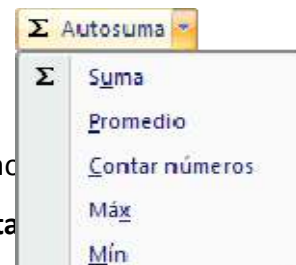 Σ Autosuma
Σ Suma
Promedio
Contar números
Máx
Mín